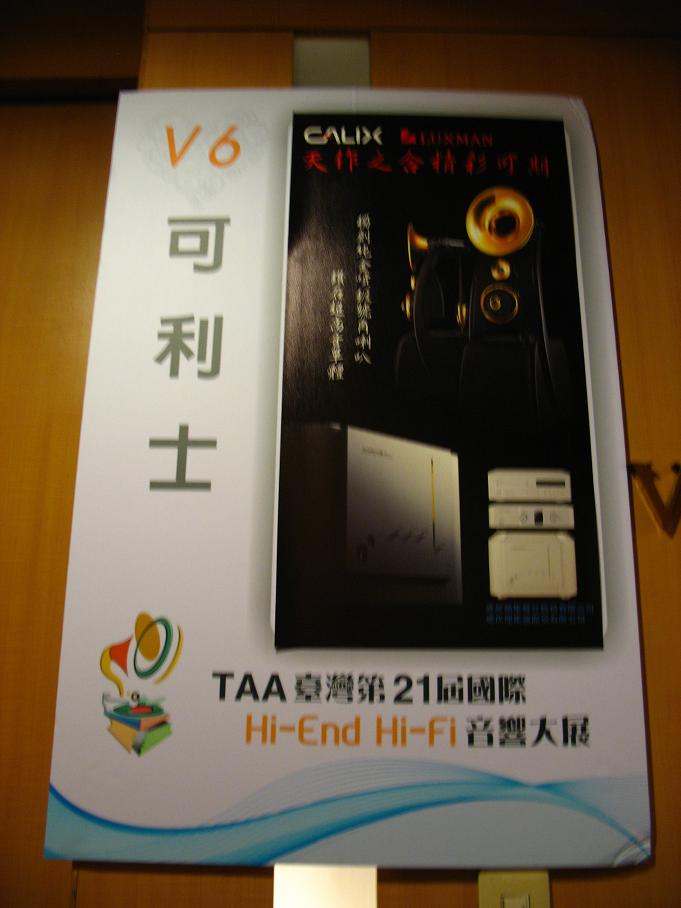 V6
可利士
CALIX LUXMAN
天作之合精彩可期
TAA 臺灣第21屆國際
Hi-End Hi-Fi 音響大展
V